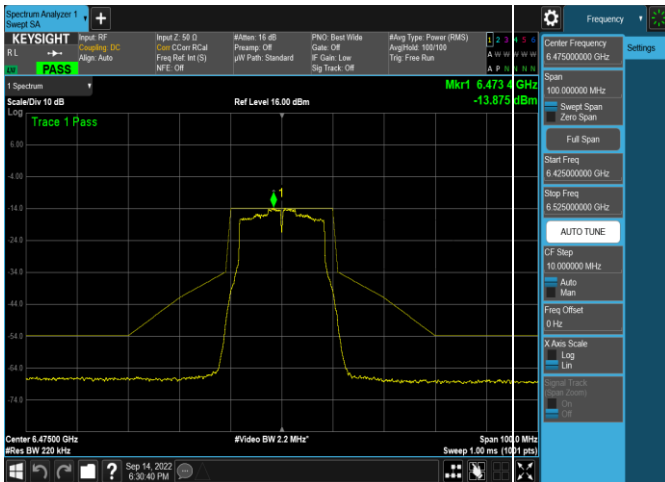 Spectrum Analyzer 1
Swept SA
Frequency
KEYSIGHT
R L
LV
PASS
Input: RF
Coupling: DC
Align: Auto
Input Z: 50 Ω
Corr CCorr RCal
Freq Ref: Int (S)
NFE: Off
#Atten: 16 dB
Preamp: Off
µW Path: Standard
PNO: Best Wide
Gate: Off
IF Gain: Low
Sig Track: Off
#Avg Type: Power (RMS)
Avg|Hold: 100/100
Trig: Free Run
1 2 3 4 5 6
A W W W W W
A P N N N N
1 Spectrum
Scale/Div 10 dB
Ref Level 16.00 dBm
Mkr1 6.473 4 GHz
-13.875 dBm
Log
Trace 1 Pass
6.00
-4.00
-14.0
-24.0
-34.0
-44.0
-54.0
-64.0
-74.0
1
Center 6.47500 GHz
#Res BW 220 kHz
#Video BW 2.2 MHz*
Span 100.0 MHz
Sweep 1.00 ms (1001 pts)
Sep 14, 2022
6:30:40 PM
Center Frequency
6.475000000 GHz
Settings
Span
100.000000 MHz
Swept Span
Zero Span
Full Span
Start Freq
6.425000000 GHz
Stop Freq
6.525000000 GHz
AUTO TUNE
CF Step
10.000000 MHz
Auto
Man
Freq Offset
0 Hz
X Axis Scale
Log
Lin
Signal Track
(Span Zoom)
On
Off